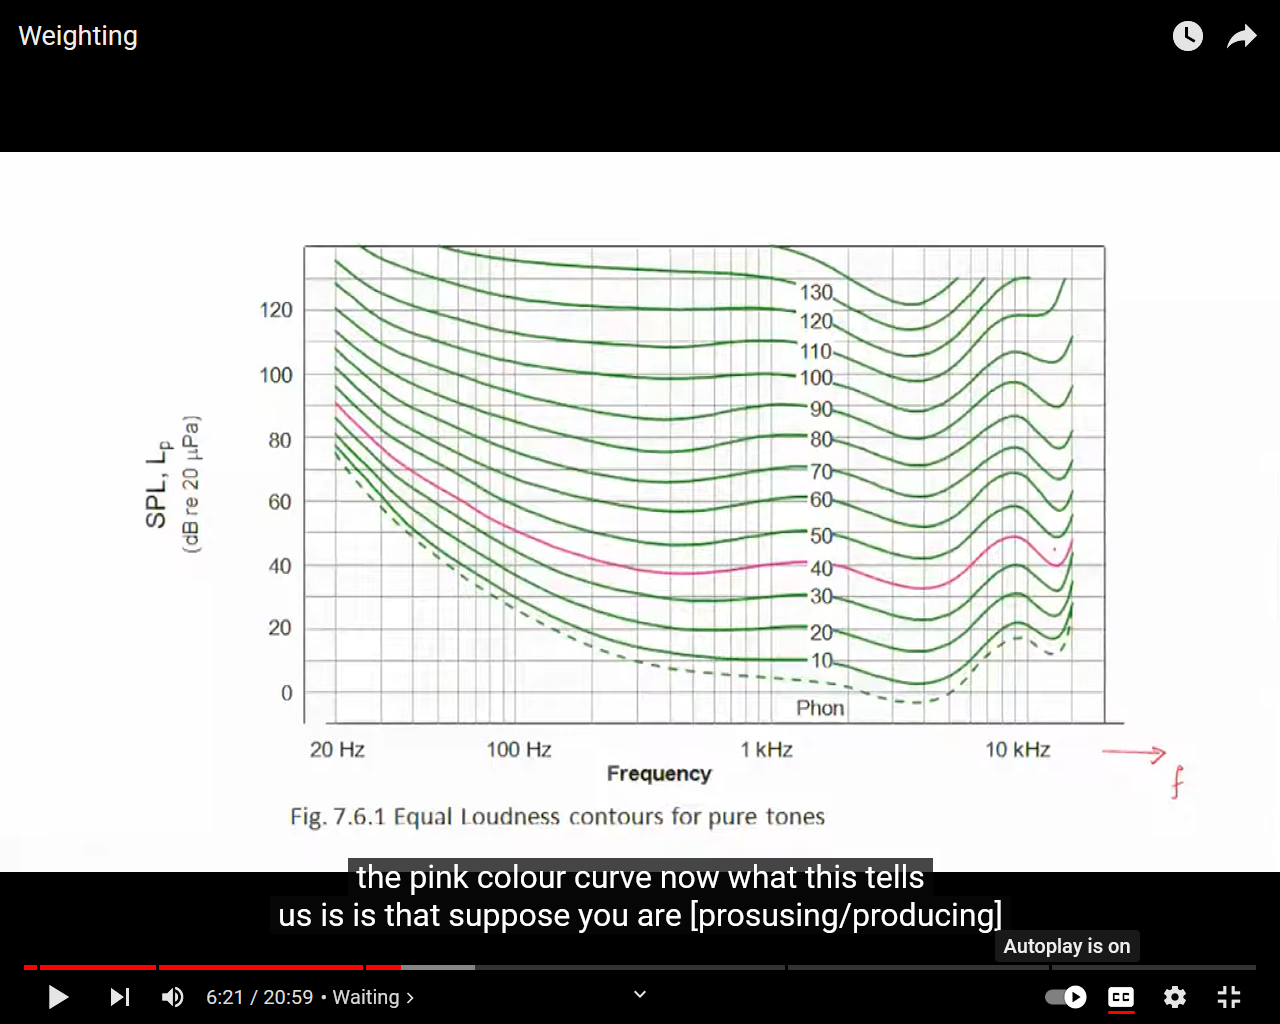 Weighting
130
120
120
110
100
100
90
80
80
70
60
60
50
40
40
30
20
20
10
0
Phon
SPL, Lp
(dB re 20 μPa)
20 Hz
100 Hz
1 kHz
10 kHz
f
Frequency
Fig. 7.6.1 Equal Loudness contours for pure tones
the pink colour curve now what this tells
us is is that suppose you are [prosusing/producing]
Autoplay is on
6:21 / 20:59 • Waiting ›
CC